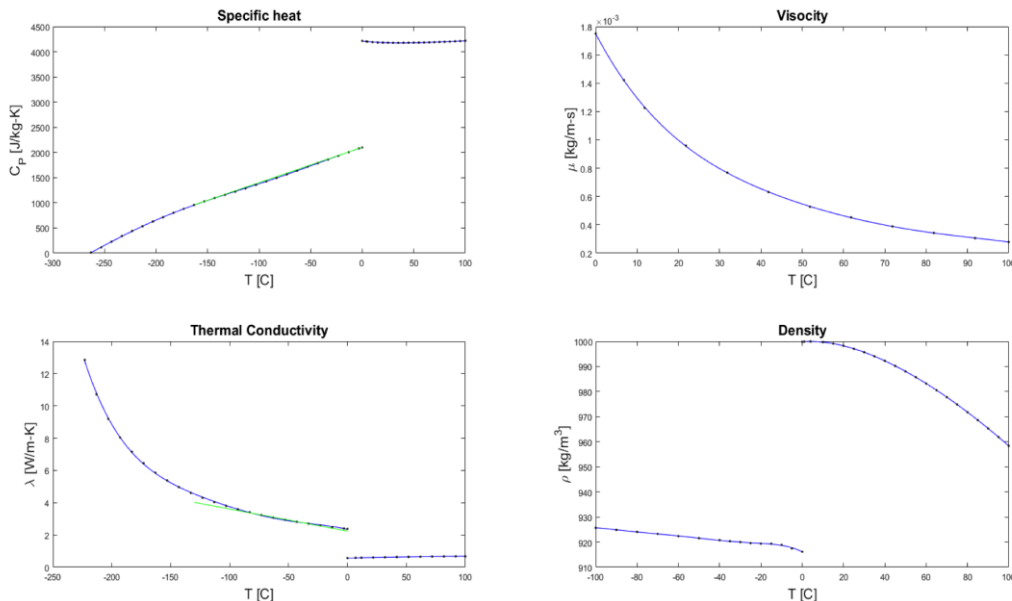 Specific heat
4500
4000
3500
3000
2500
2000
1500
1000
500
0
C_P [J/kg-K]
-300 -250 -200 -150 -100 -50 0 50 100
T [C]
Visocity
×10⁻³
1.8
1.6
1.4
1.2
1
0.8
0.6
0.4
0.2
μ [kg/m-s]
0 10 20 30 40 50 60 70 80 90 100
T [C]
Thermal Conductivity
14
12
10
8
6
4
2
0
λ [W/m-K]
-250 -200 -150 -100 -50 0 50 100
T [C]
Density
1000
990
980
970
960
950
940
930
920
910
ρ [kg/m³]
-100 -80 -60 -40 -20 0 20 40 60 80 100
T [C]